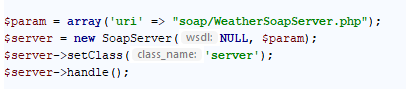 $param = array('uri' => "soap/WeatherSoapServer.php");
$server = new SoapServer( wsdl: NULL, $param);
$server->setClass( class_name: 'server');
$server->handle();